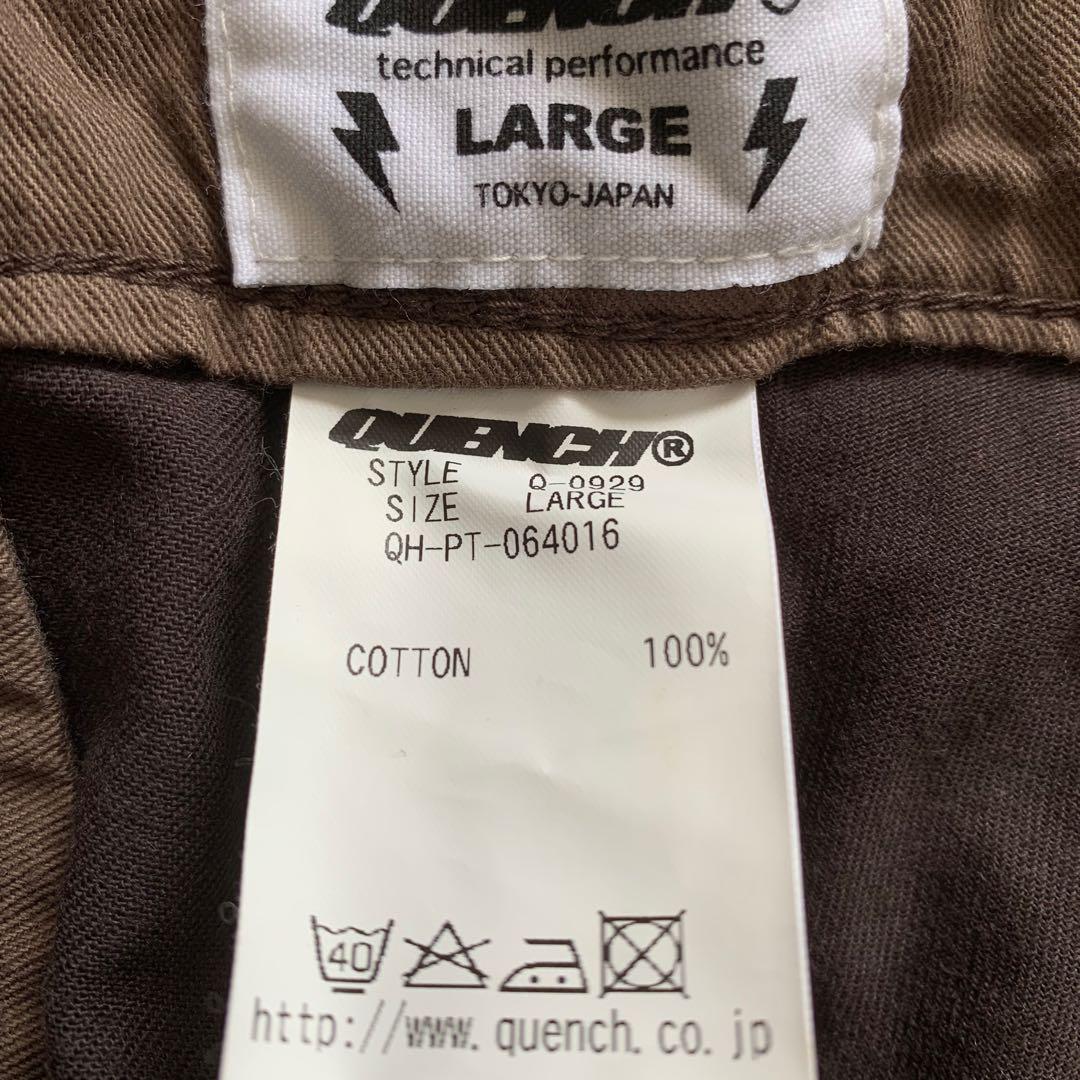 QUENCH®
technical performance
LARGE
TOKYO-JAPAN
QUENCH®
STYLE Q-0929
SIZE LARGE
QH-PT-064016
COTTON 100%
40
http://www.quench.co.jp